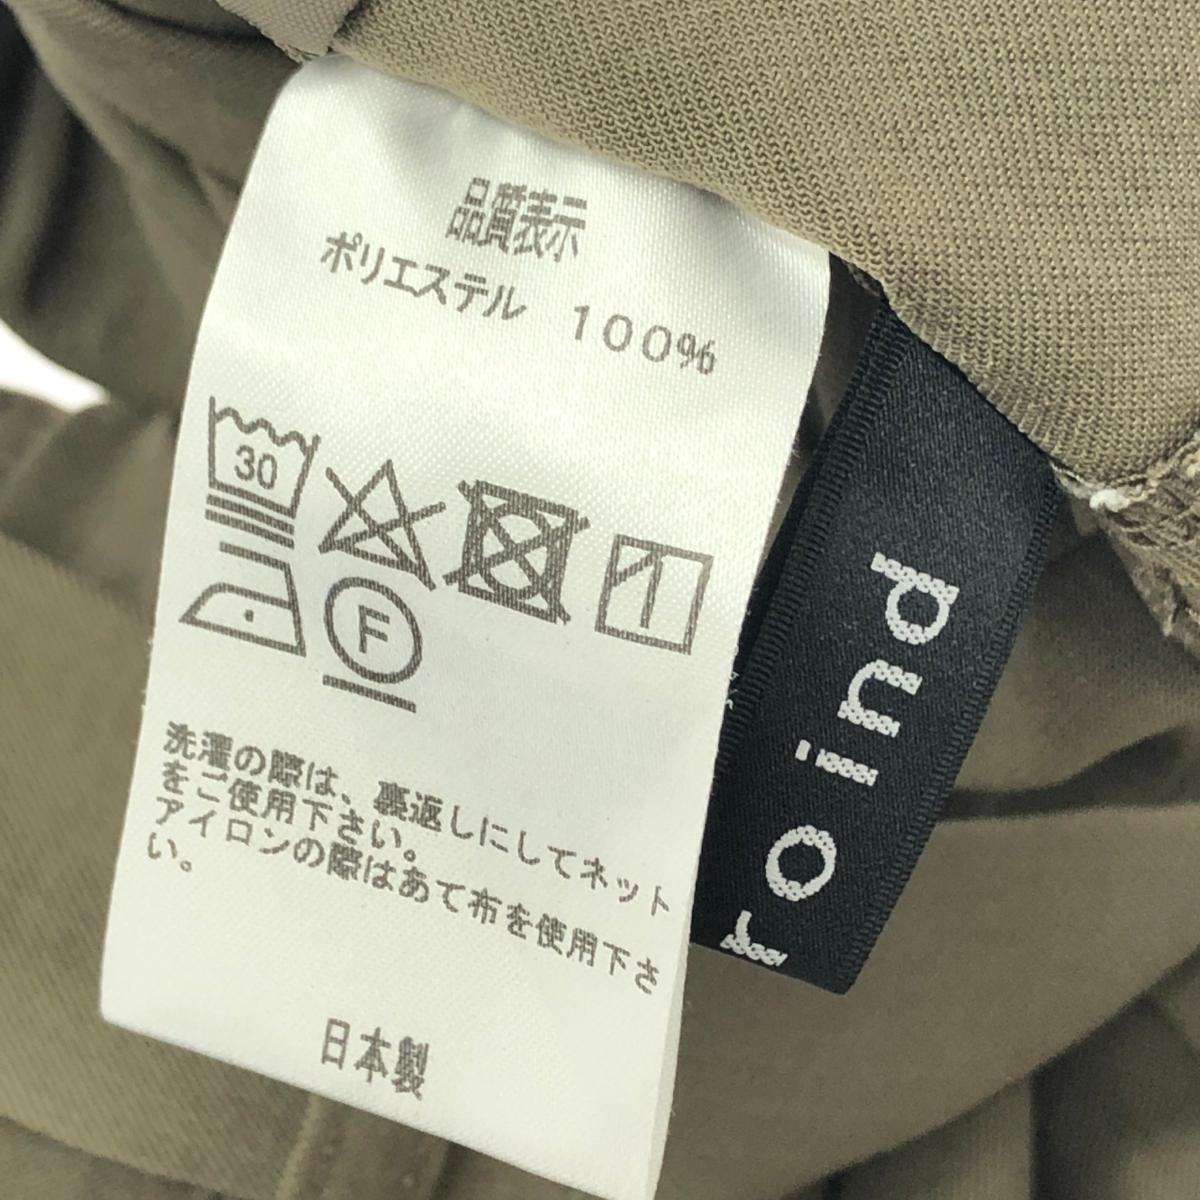 品質表示
ポリエステル　１００％
30
F
洗濯の際は、裏返しにしてネット
をご使用下さい。
アイロンの際はあて布を使用下さ
い。
日本製